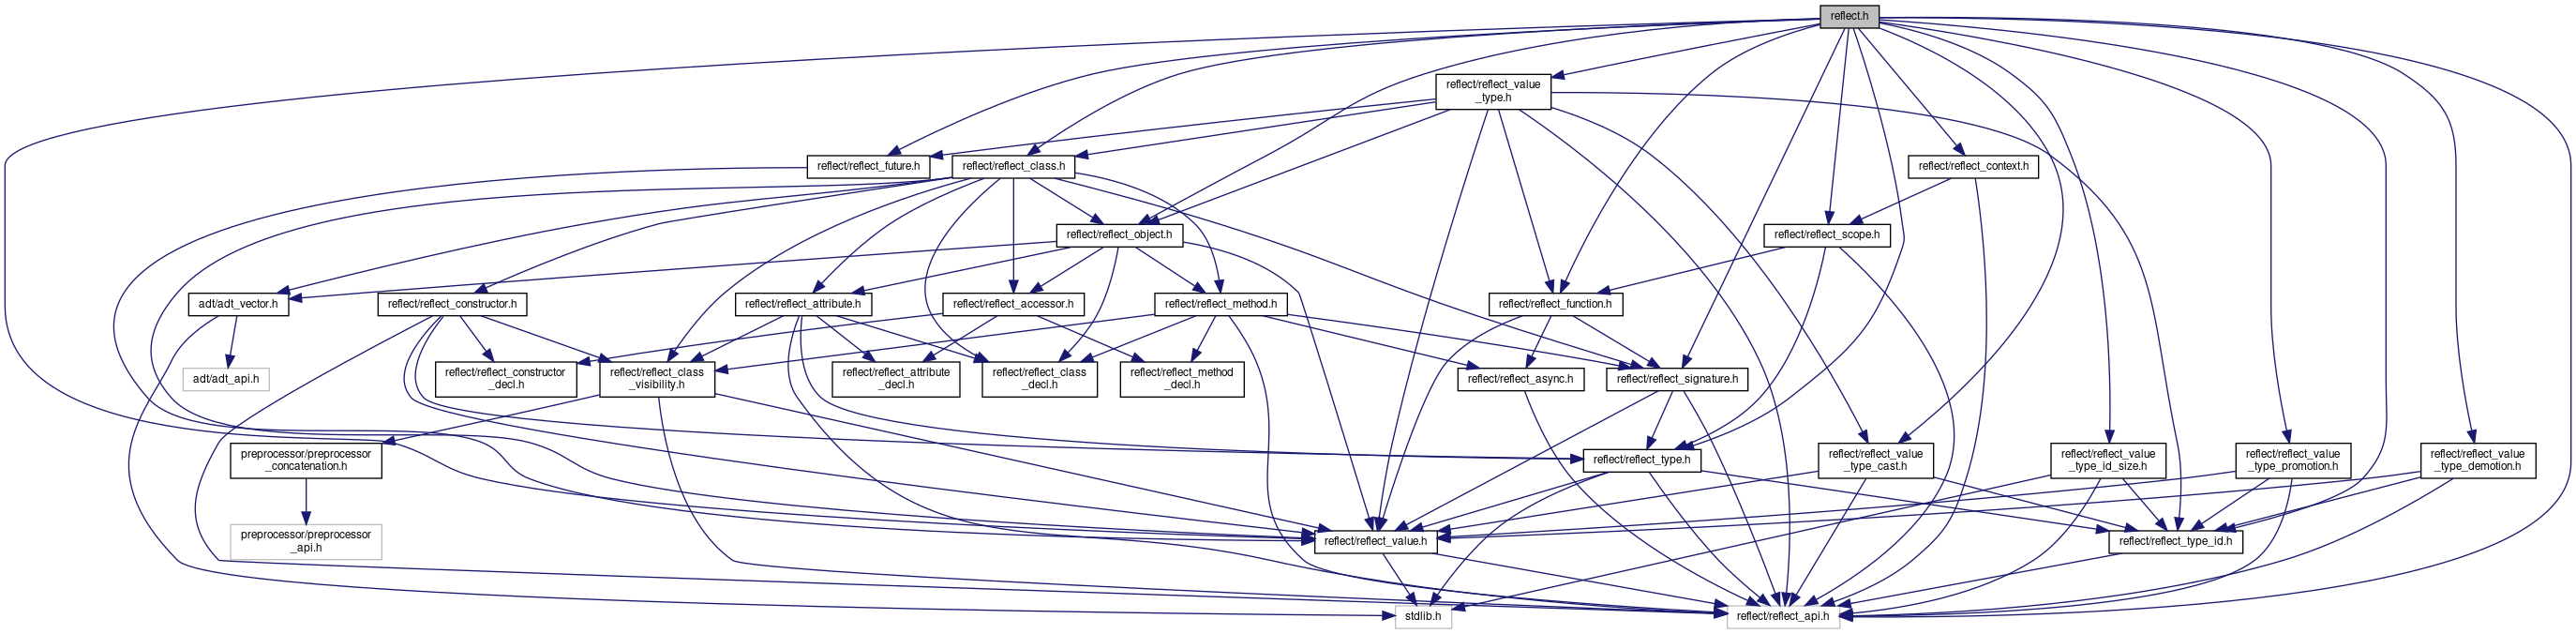 reflect.h
reflect/reflect_value
_type.h
reflect/reflect_future.h
reflect/reflect_class.h
reflect/reflect_context.h
reflect/reflect_object.h
reflect/reflect_scope.h
adt/adt_vector.h
reflect/reflect_constructor.h
reflect/reflect_attribute.h
reflect/reflect_accessor.h
reflect/reflect_method.h
reflect/reflect_function.h
adt/adt_api.h
reflect/reflect_constructor
_decl.h
reflect/reflect_class
_visibility.h
reflect/reflect_attribute
_decl.h
reflect/reflect_class
_decl.h
reflect/reflect_method
_decl.h
reflect/reflect_async.h
reflect/reflect_signature.h
preprocessor/preprocessor
_concatenation.h
reflect/reflect_type.h
reflect/reflect_value
_type_cast.h
reflect/reflect_value
_type_id_size.h
reflect/reflect_value
_type_promotion.h
reflect/reflect_value
_type_demotion.h
preprocessor/preprocessor
_api.h
reflect/reflect_value.h
reflect/reflect_type_id.h
stdlib.h
reflect/reflect_api.h